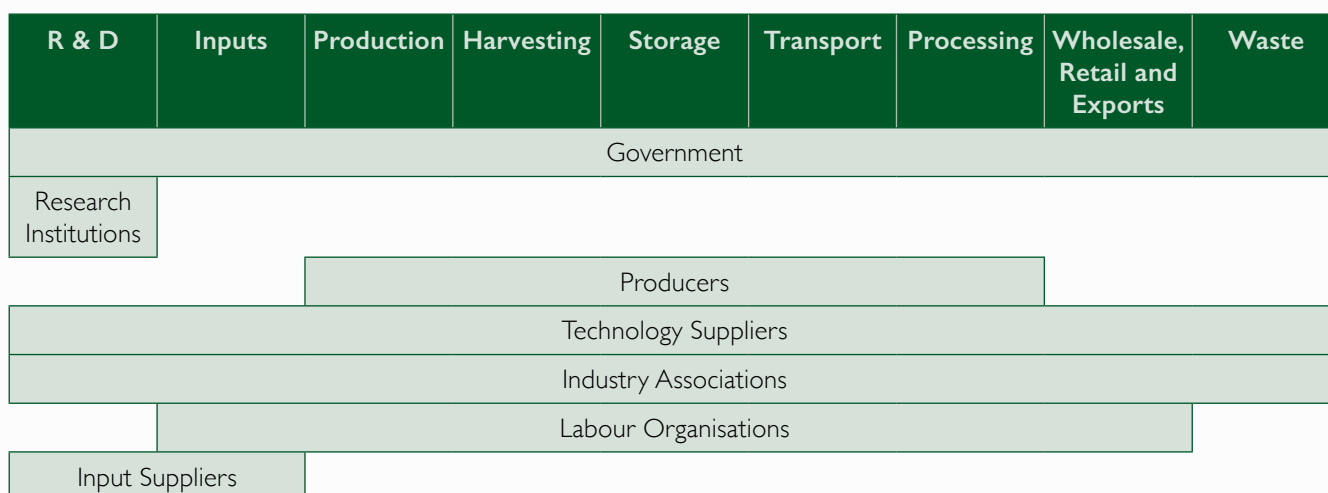 R & D
Inputs
Production
Harvesting
Storage
Transport
Processing
Wholesale,
Retail and
Exports
Waste
Government
Research
Institutions
Producers
Technology Suppliers
Industry Associations
Labour Organisations
Input Suppliers